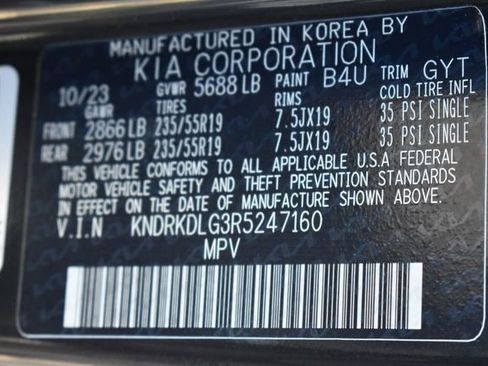 MANUFACTURED IN KOREA BY
KIA CORPORATION
10/23 GVWR 5688 LB PAINT B4U TRIM GYT
GAWR TIRES RIMS COLD TIRE INFL
FRONT 2866 LB 235/55R19 7.5JX19 35 PSI SINGLE
REAR 2976 LB 235/55R19 7.5JX19 35 PSI SINGLE
THIS VEHICLE CONFORMS TO ALL APPLICABLE U.S.A FEDERAL
MOTOR VEHICLE SAFETY AND THEFT PREVENTION STANDARDS
IN EFFECT ON THE DATE OF MANUFACTURE SHOWN ABOVE.
V.I.N KNDRKDLG3R5247160
MPV